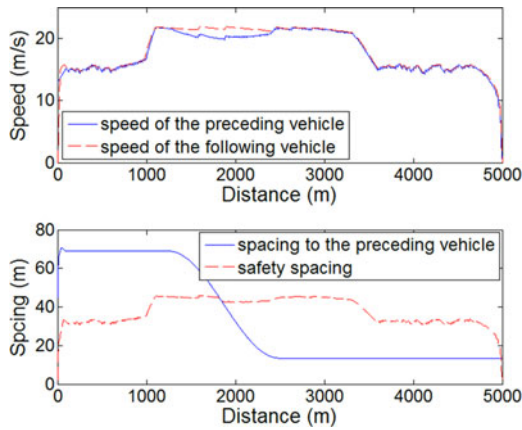 20
10
0
Speed (m/s)
speed of the preceding vehicle
speed of the following vehicle
0 1000 2000 3000 4000 5000
Distance (m)
80
60
40
20
0
Spcing (m)
spacing to the preceding vehicle
safety spacing
0 1000 2000 3000 4000 5000
Distance (m)